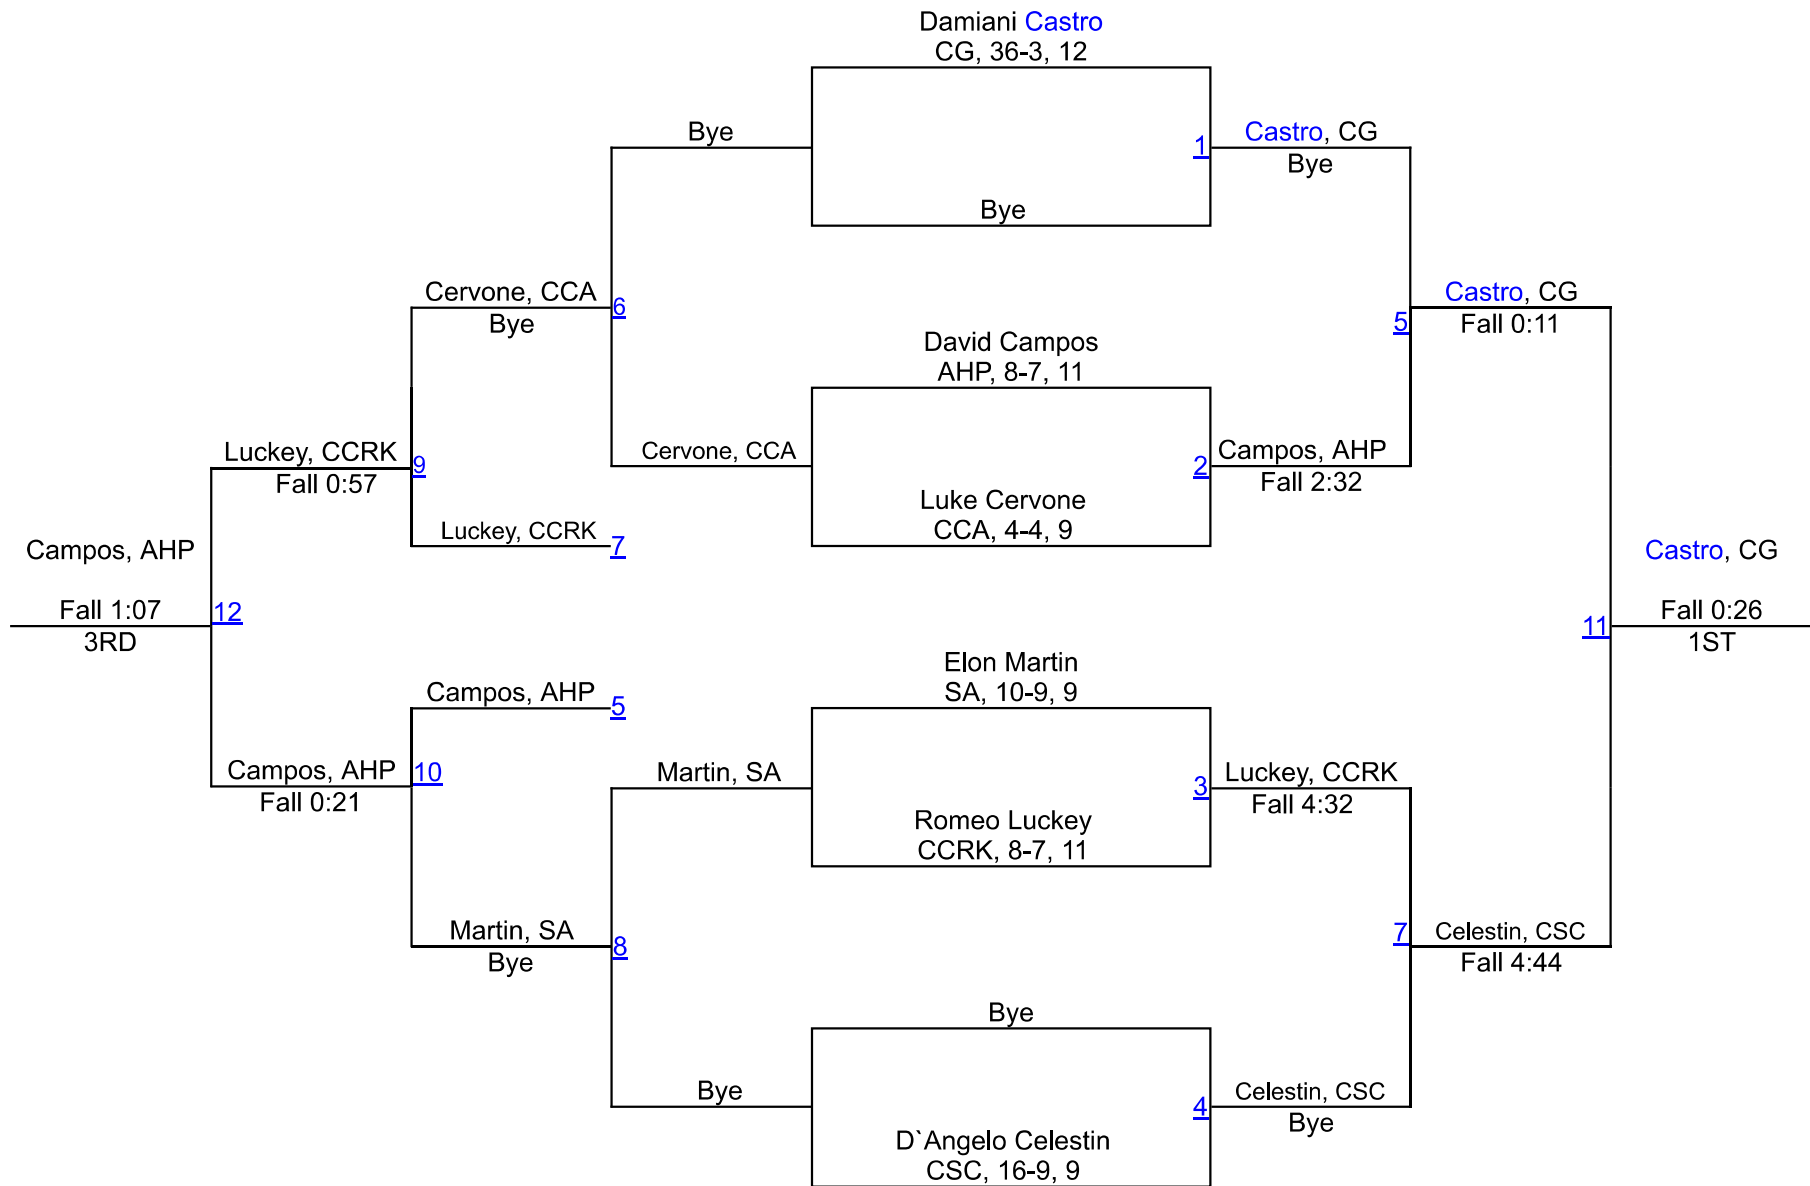 Damiani Castro
CG, 36-3, 12
Bye
1
Castro, CG
Bye
Bye
Cervone, CCA
Bye
6
Castro, CG
Fall 0:11
5
David Campos
AHP, 8-7, 11
Luckey, CCRK
Fall 0:57
9
Cervone, CCA
2
Campos, AHP
Fall 2:32
Luke Cervone
CCA, 4-4, 9
Luckey, CCRK
7
Campos, AHP
Fall 1:07
3RD
12
Castro, CG
Fall 0:26
1ST
11
Elon Martin
SA, 10-9, 9
Campos, AHP
5
Campos, AHP
Fall 0:21
10
Martin, SA
3
Luckey, CCRK
Fall 4:32
Romeo Luckey
CCRK, 8-7, 11
Martin, SA
Bye
8
7
Celestin, CSC
Fall 4:44
Bye
Bye
4
Celestin, CSC
Bye
D`Angelo Celestin
CSC, 16-9, 9